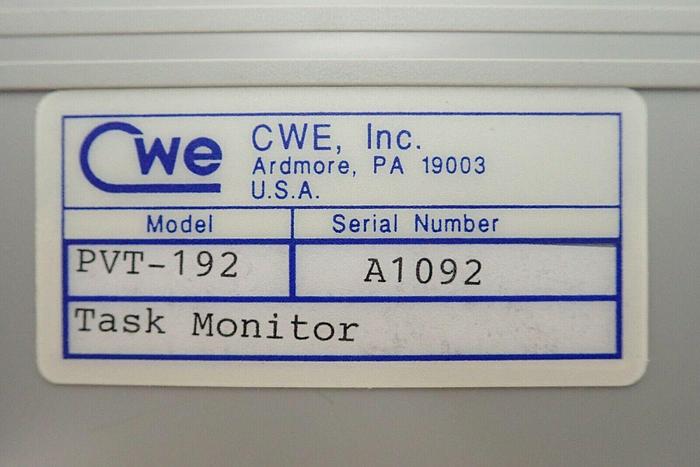 Cwe
CWE, Inc.
Ardmore, PA 19003
U.S.A.
Model Serial Number
PVT-192 A1092
Task Monitor